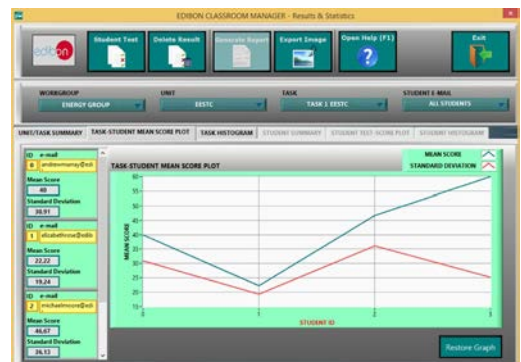 EDIBON CLASSROOM MANAGER - Results & Statistics
edibon
Student Test
Delete Result
Generate Report
Export Image
Open Help (F1)
Exit
WORKGROUP
UNIT
TASK
STUDENT E-MAIL
ENERGY GROUP
EESTC
TASK 1 EESTC
ALL STUDENTS
UNIT/TASK SUMMARY
TASK-STUDENT MEAN SCORE PLOT
TASK HISTOGRAM
STUDENT SUMMARY
STUDENT TEST-SCORE PLOT
STUDENT HISTOGRAM
ID e-mail
Mean Score
Standard Deviation
30,91
ID e-mail
1
Mean Score
22,22
Standard Deviation
19,24
ID e-mail
2
Mean Score
46,67
Standard Deviation
36,13
TASK-STUDENT MEAN SCORE PLOT
MEAN SCORE
STANDARD DEVIATION
MEAN SCORE
60
55
50
45
40
35
30
25
20
15
0
1
2
3
STUDENT ID
Restore Graph